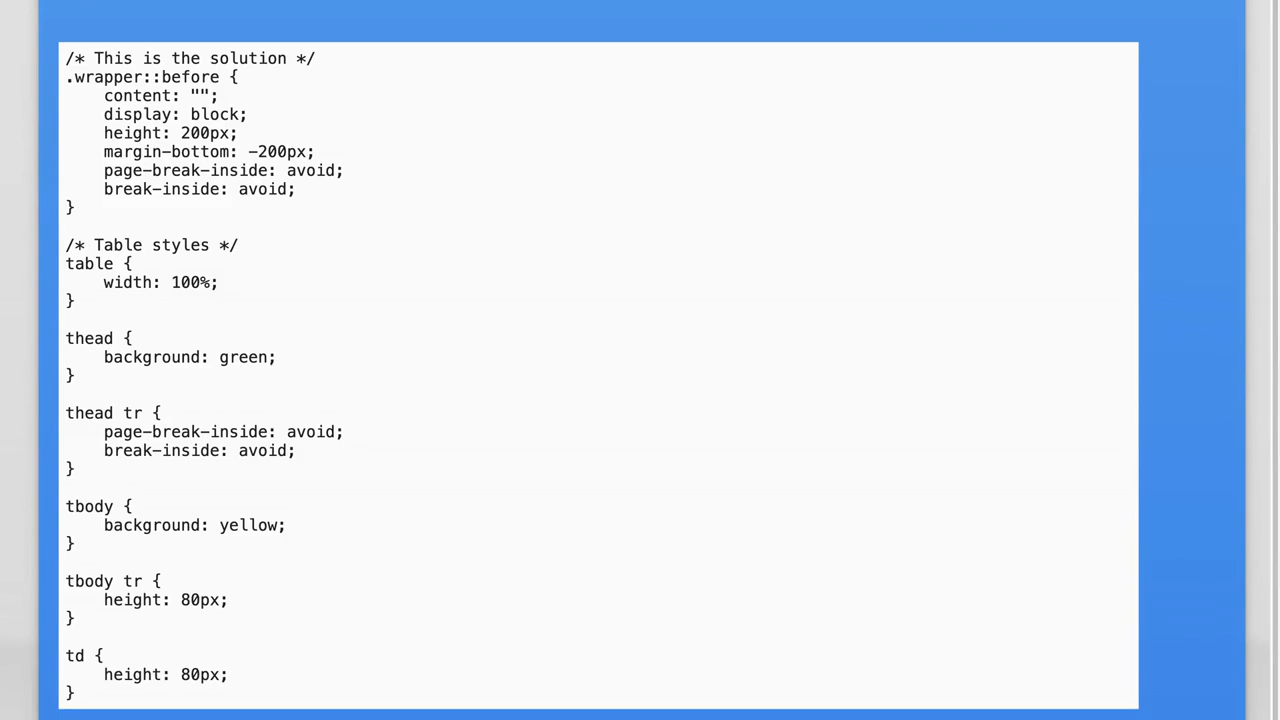 /* This is the solution */
.wrapper::before {
    content: "";
    display: block;
    height: 200px;
    margin-bottom: -200px;
    page-break-inside: avoid;
    break-inside: avoid;
}

/* Table styles */
table {
    width: 100%;
}

thead {
    background: green;
}

thead tr {
    page-break-inside: avoid;
    break-inside: avoid;
}

tbody {
    background: yellow;
}

tbody tr {
    height: 80px;
}

td {
    height: 80px;
}